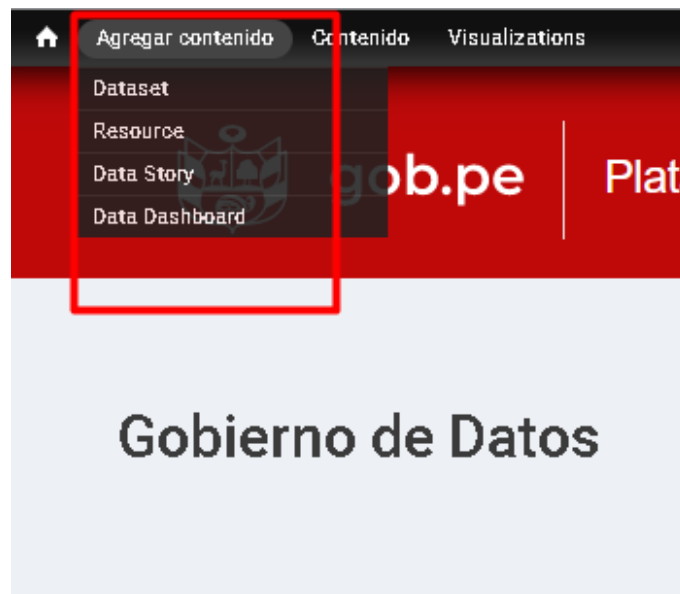 Agregar contenido Contenido Visualizations
Dataset
Resource
Data Story
Data Dashboard
gob.pe Plat
Gobierno de Datos